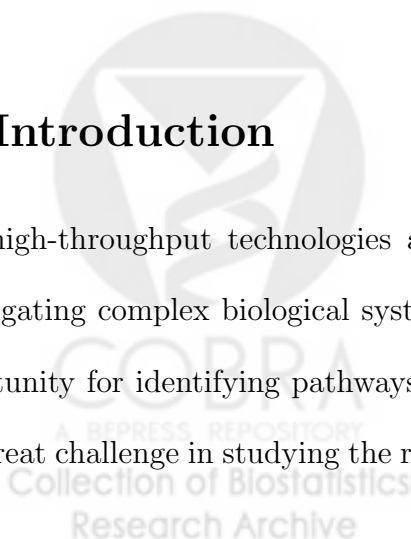 Introduction
high-throughput technologies a
gating complex biological syst
tunity for identifying pathways
COBRA
A BEPRESS REPOSITORY
reat challenge in studying the r
Collection of Biostatistics
Research Archive